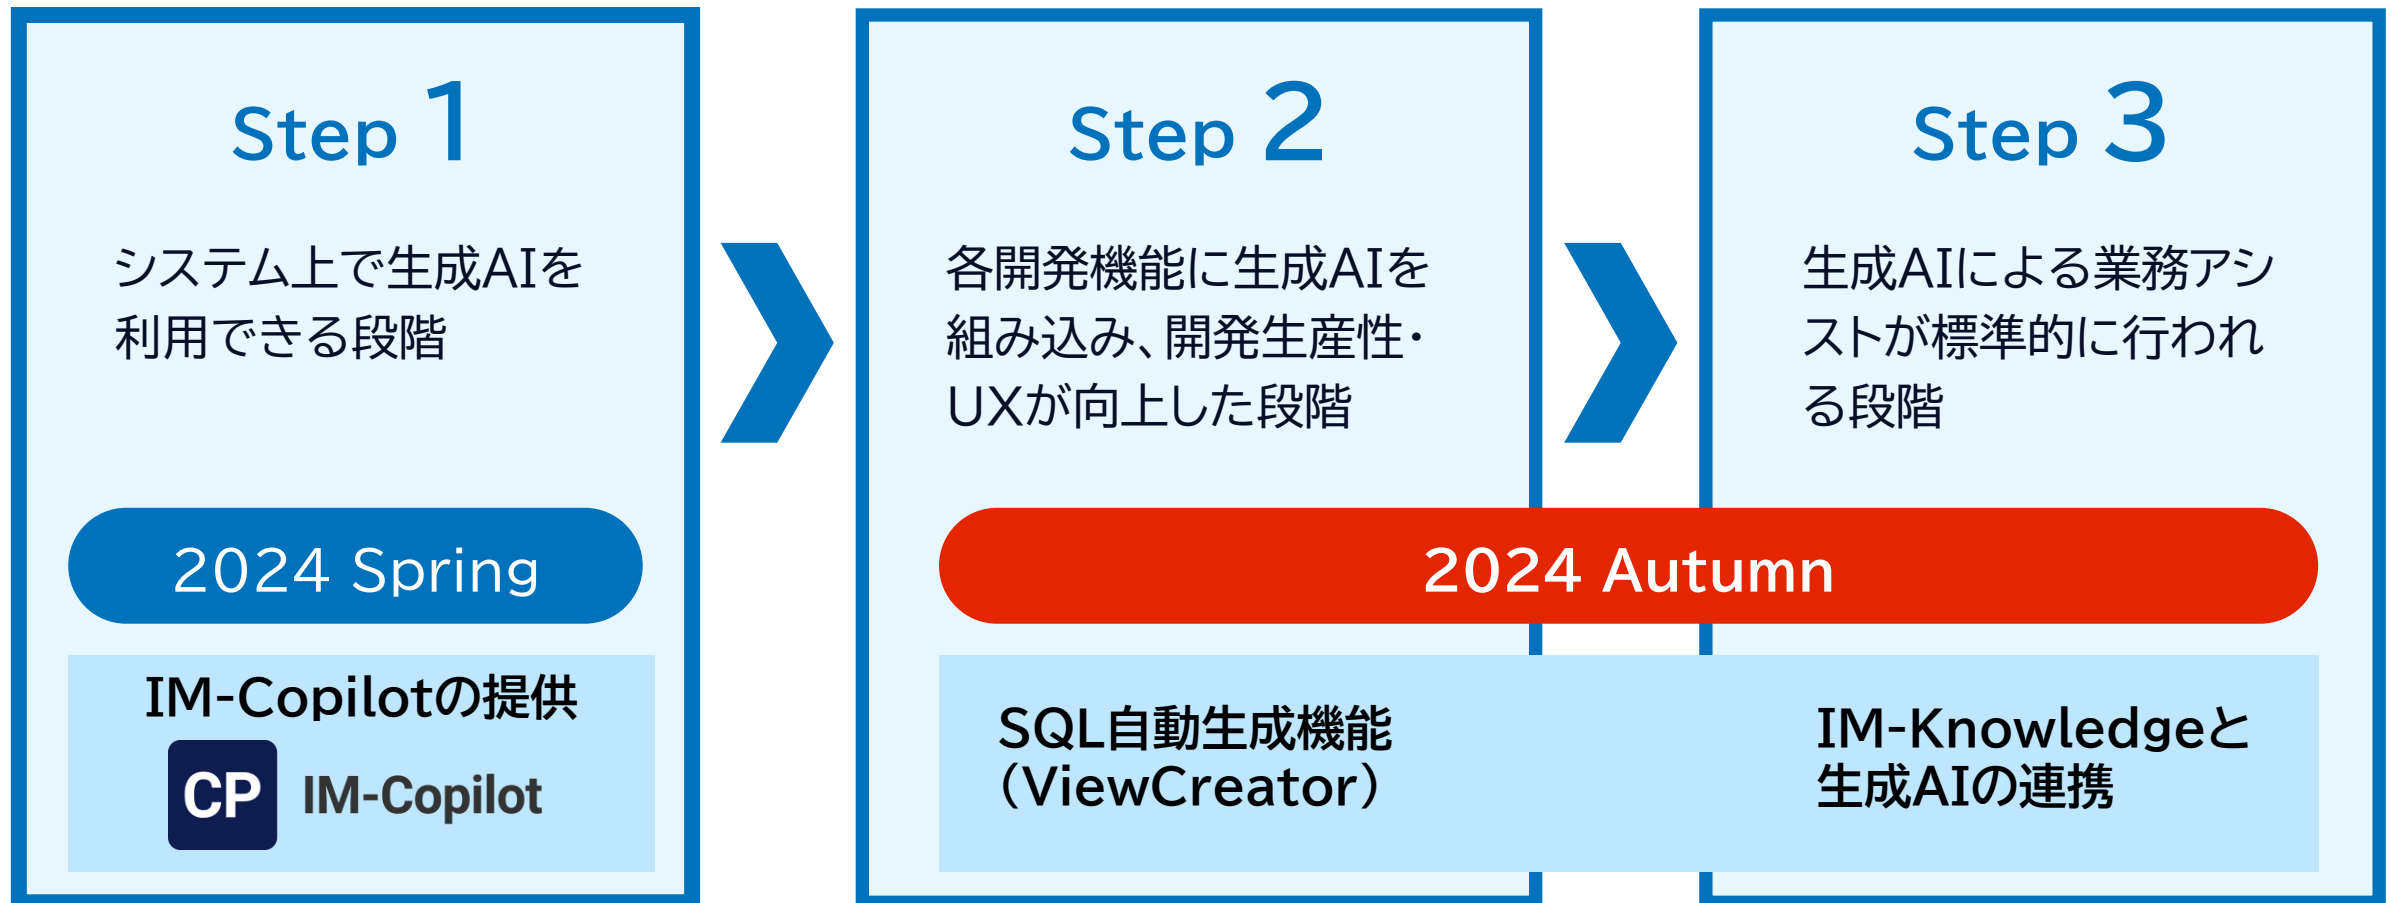 Step 1
システム上で生成AIを
利用できる段階
2024 Spring
IM-Copilotの提供
CP IM-Copilot
Step 2
各開発機能に生成AIを
組み込み、開発生産性・
UXが向上した段階
Step 3
生成AIによる業務アシ
ストが標準的に行われ
る段階
2024 Autumn
SQL自動生成機能
（ViewCreator）
IM-Knowledgeと
生成AIの連携